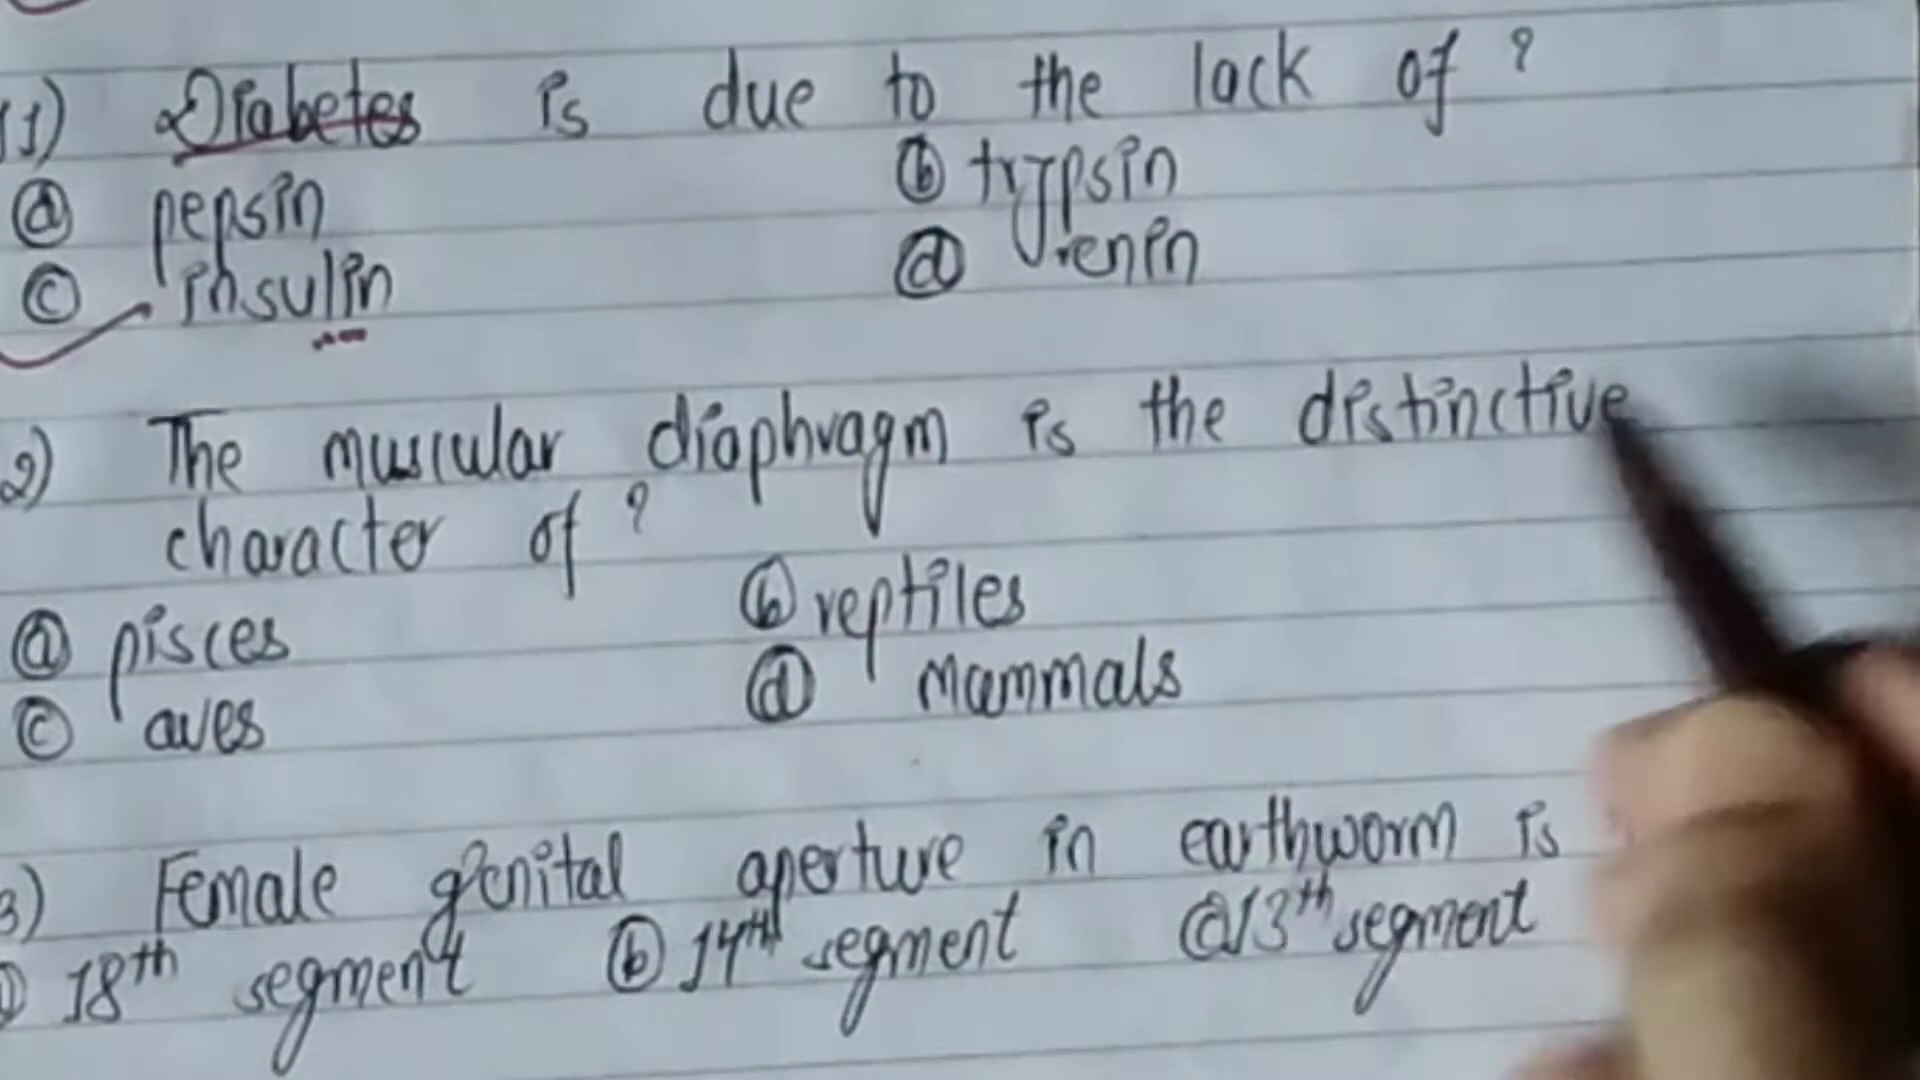 1) Diabetes is due to the lack of ?
ⓐ pepsin ⓑ trypsin
ⓒ insulin ⓓ renin
2) The muscular diaphragm is the distinctive
character of ?
ⓐ pisces ⓑ reptiles
ⓒ aves ⓓ mammals
3) Female genital aperture in earthworm is
18th segment ⓑ 14th segment ⓒ 13th segment